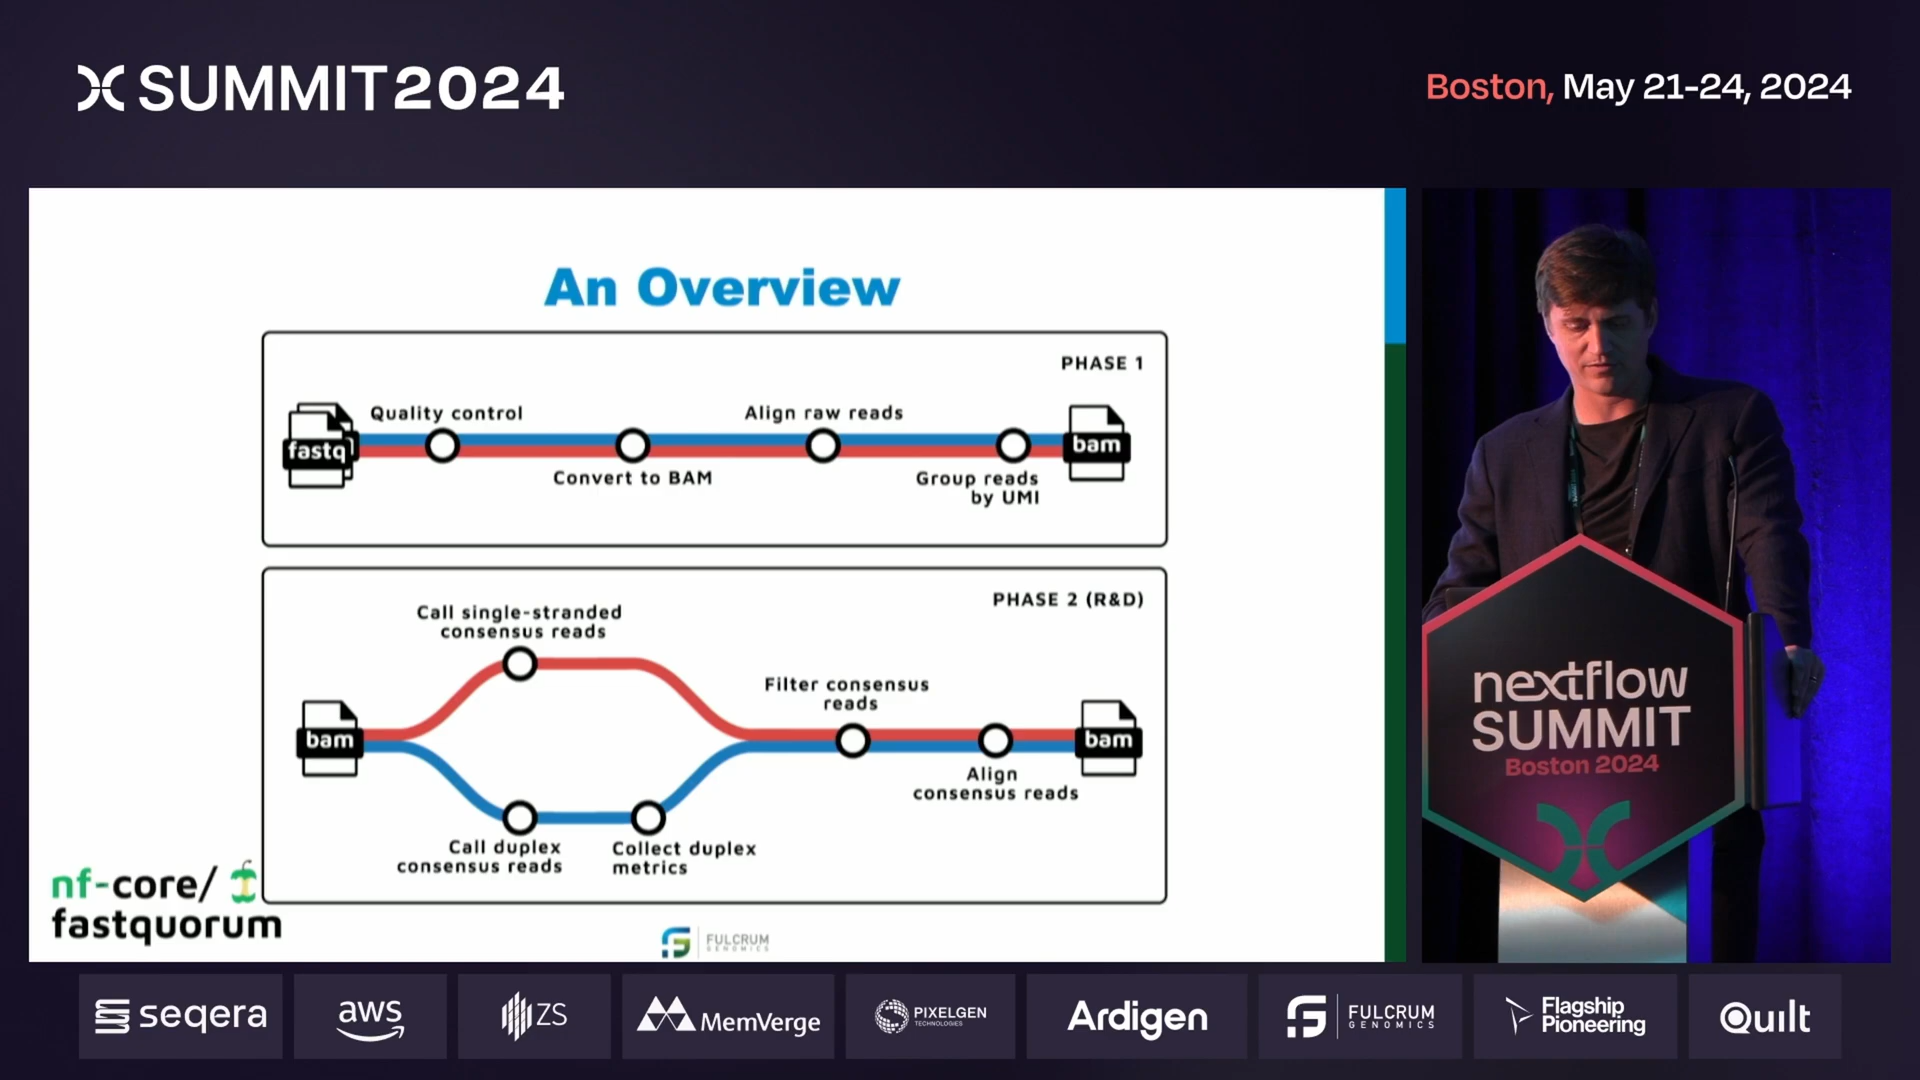 SUMMIT 2024
Boston, May 21-24, 2024
An Overview
PHASE 1
Quality control
Align raw reads
fastq
bam
Convert to BAM
Group reads
by UMI
PHASE 2 (R&D)
Call single-stranded
consensus reads
Filter consensus
reads
bam
bam
Align
consensus reads
Call duplex
consensus reads
Collect duplex
metrics
nf-core/
fastquorum
FULCRUM
GENOMICS
nextflow
SUMMIT
Boston 2024
seqera
aws
ZS
MemVerge
PIXELGEN
TECHNOLOGIES
Ardigen
FULCRUM
GENOMICS
Flagship
Pioneering
Quilt